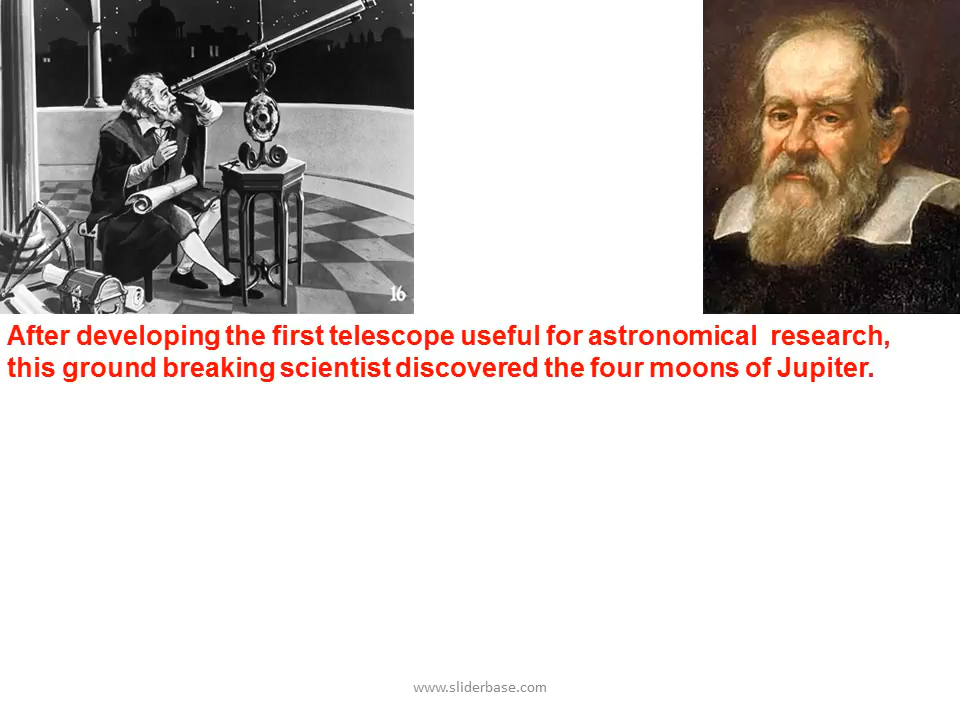 16
After developing the first telescope useful for astronomical  research,
this ground breaking scientist discovered the four moons of Jupiter.
www.sliderbase.com